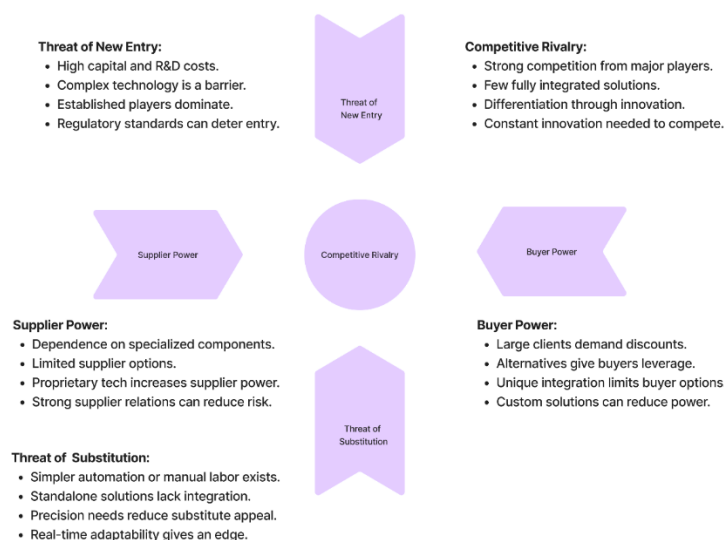 Threat of New Entry:
• High capital and R&D costs.
• Complex technology is a barrier.
• Established players dominate.
• Regulatory standards can deter entry.
Threat of
New Entry
Competitive Rivalry:
• Strong competition from major players.
• Few fully integrated solutions.
• Differentiation through innovation.
• Constant innovation needed to compete.
Supplier Power
Competitive Rivalry
Buyer Power
Supplier Power:
• Dependence on specialized components.
• Limited supplier options.
• Proprietary tech increases supplier power.
• Strong supplier relations can reduce risk.
Buyer Power:
• Large clients demand discounts.
• Alternatives give buyers leverage.
• Unique integration limits buyer options
• Custom solutions can reduce power.
Threat of
Substitution
Threat of Substitution:
• Simpler automation or manual labor exists.
• Standalone solutions lack integration.
• Precision needs reduce substitute appeal.
• Real-time adaptability gives an edge.